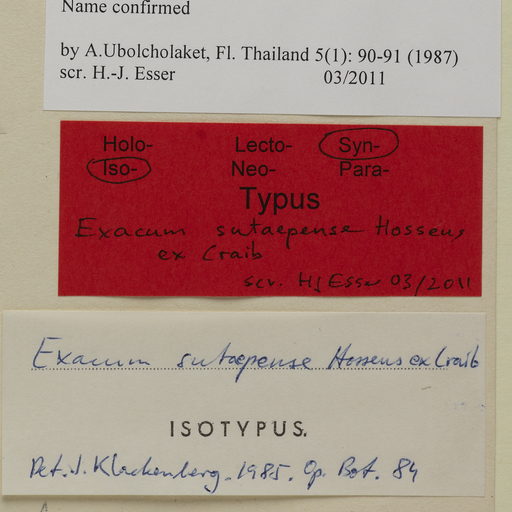 Name confirmed
by A.Ubolcholaket, Fl. Thailand 5(1): 90-91 (1987)
scr. H.-J. Esser 03/2011
Holo- Lecto- Syn-
Iso- Neo- Para-
Typus
Exacum sutaepense Hosseus
ex Craib
scr. HJ Esser 03/2011
Exacum sutaepense Hosseus ex Craib
ISOTYPUS.
Det. J. Klackenberg. 1985. Op. Bot. 84